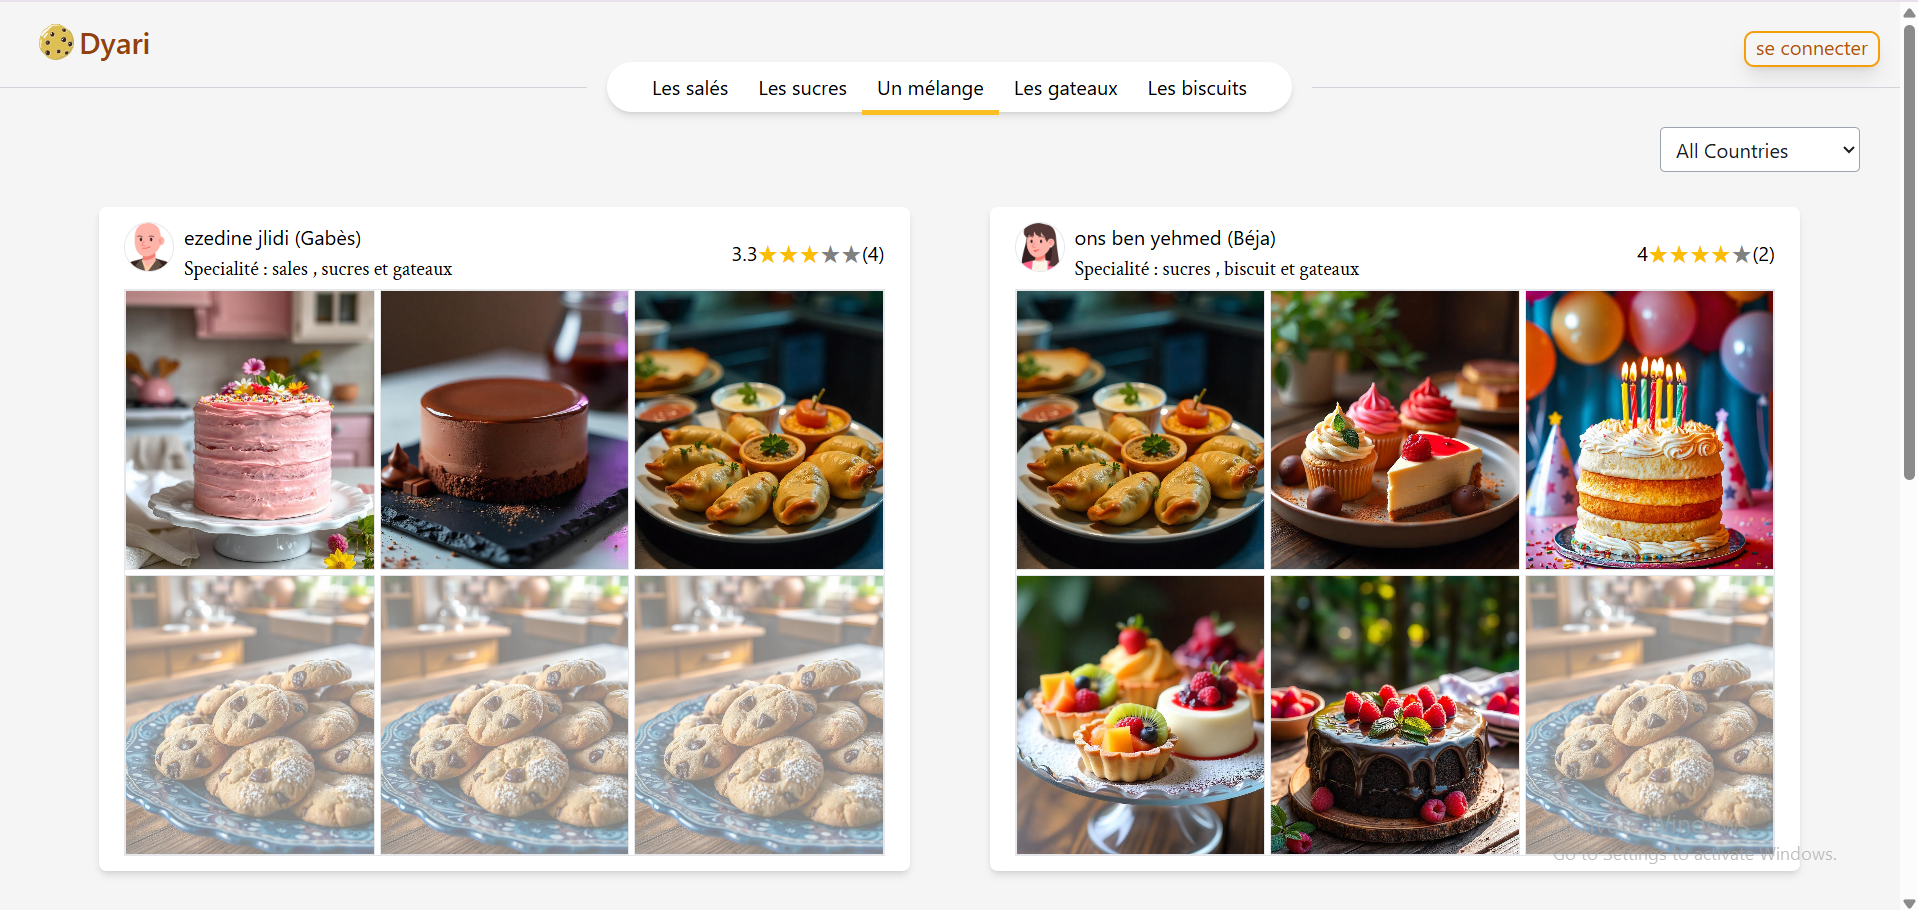 Dyari
se connecter
Les salés Les sucres Un mélange Les gateaux Les biscuits
All Countries
ezedine jlidi (Gabès)
3.3★★★★★(4)
Specialité : sales , sucres et gateaux
ons ben yehmed (Béja)
4★★★★★(2)
Specialité : sucres , biscuit et gateaux
Activate Windows
Go to Settings to activate Windows.